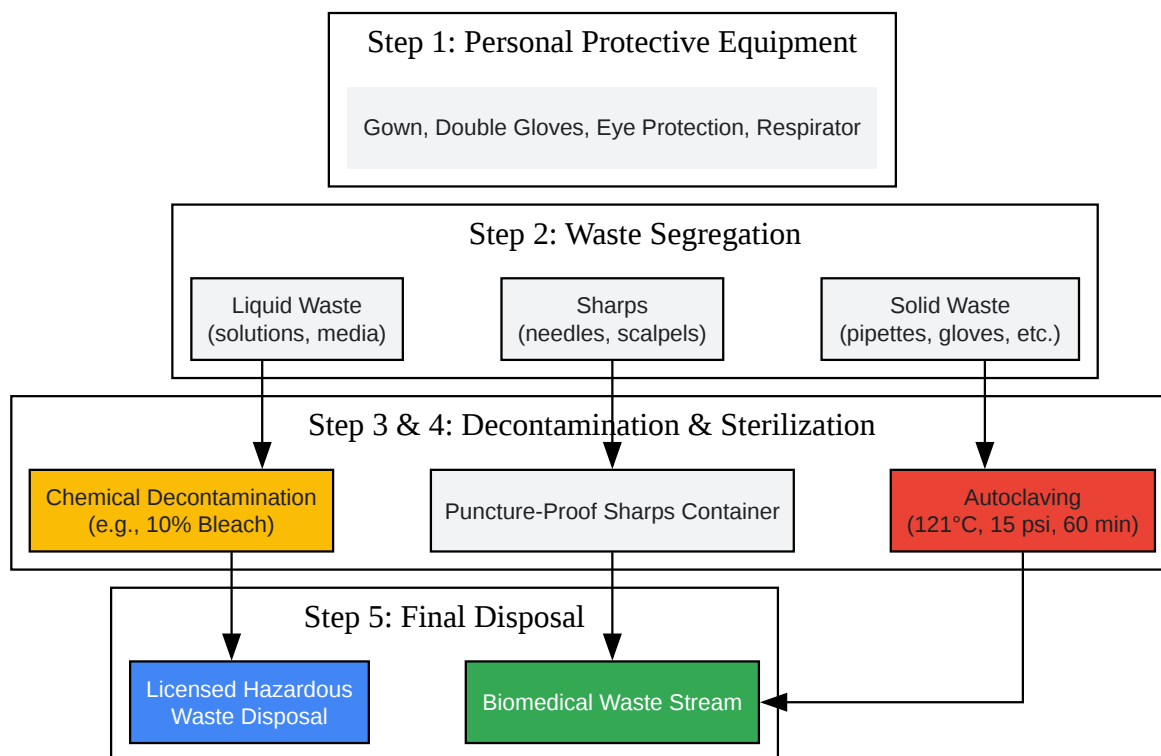 Step 1: Personal Protective Equipment
Gown, Double Gloves, Eye Protection, Respirator
Step 2: Waste Segregation
Liquid Waste
(solutions, media)
Sharps
(needles, scalpels)
Solid Waste
(pipettes, gloves, etc.)
Step 3 & 4: Decontamination & Sterilization
Chemical Decontamination
(e.g., 10% Bleach)
Puncture-Proof Sharps Container
Autoclaving
(121°C, 15 psi, 60 min)
Step 5: Final Disposal
Licensed Hazardous
Waste Disposal
Biomedical Waste Stream